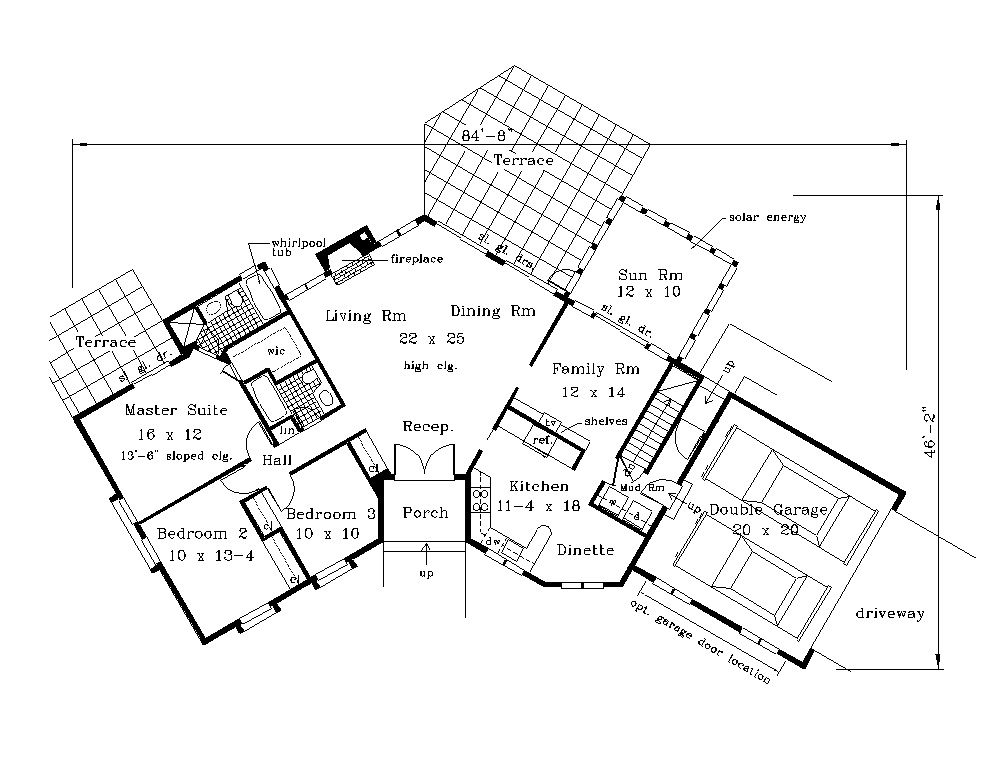 84'-8"
Terrace
solar energy
whirlpool
tub
fireplace
sl. gl. drs.
Sun Rm
12 x 10
sl. gl. dr.
Living Rm
Dining Rm
22 x 25
high clg.
Terrace
sl. gl. dr.
wic
Family Rm
12 x 14
up
Master Suite
16 x 12
13'-6" sloped clg.
lin
Recep.
tv
shelves
ref.
46'-2"
Hall
cl
dn
Kitchen
11-4 x 18
Mud Rm
w
d
up
Porch
Double Garage
20 x 20
Bedroom 3
10 x 10
cl
Bedroom 2
10 x 13-4
cl
dw
Dinette
up
driveway
opt. garage door location